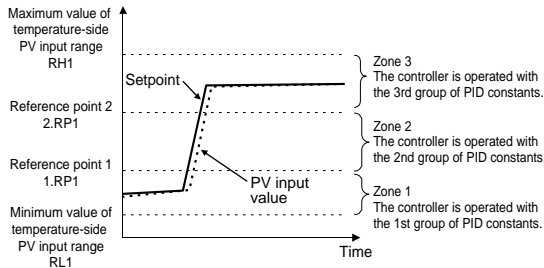 Maximum value of
temperature-side
PV input range
RH1
Setpoint
Reference point 2
2.RP1
Reference point 1
1.RP1
PV input
value
Minimum value of
temperature-side
PV input range
RL1
Time
Zone 3
The controller is operated with
the 3rd group of PID constants.
Zone 2
The controller is operated with
the 2nd group of PID constants
Zone 1
The controller is operated with
the 1st group of PID constants.